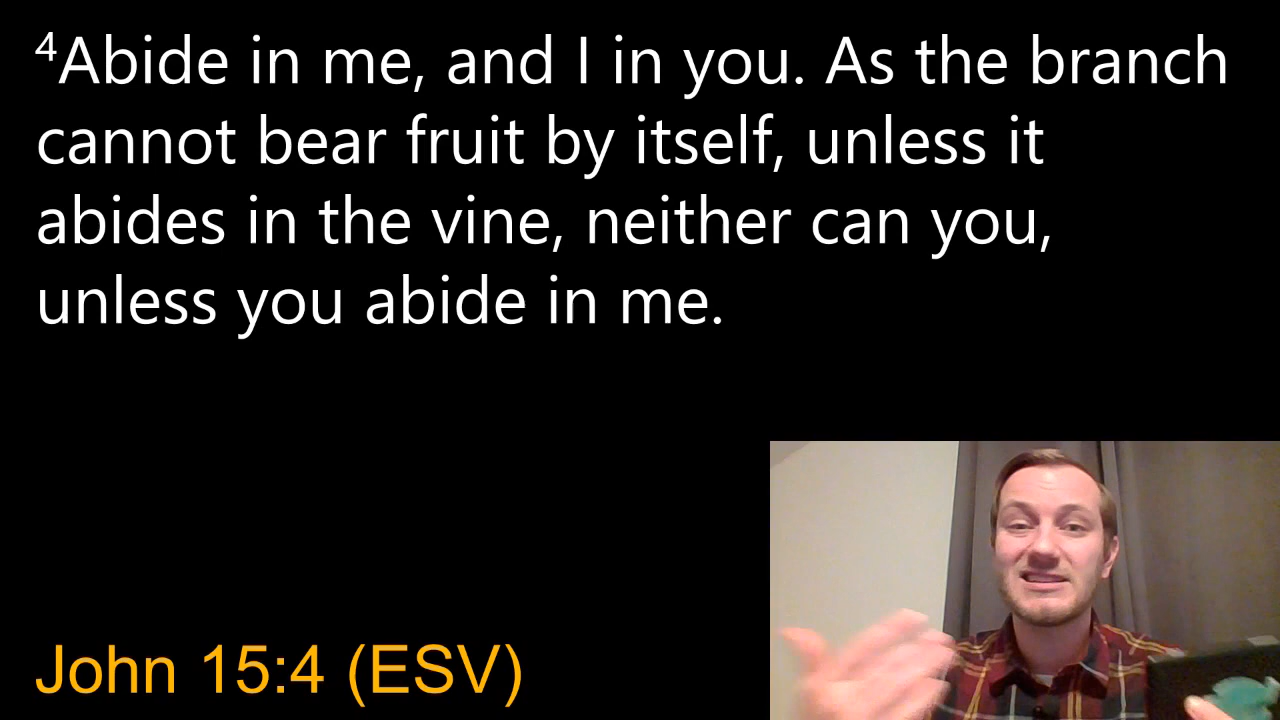 ⁴Abide in me, and I in you. As the branch
cannot bear fruit by itself, unless it
abides in the vine, neither can you,
unless you abide in me.
John 15:4 (ESV)